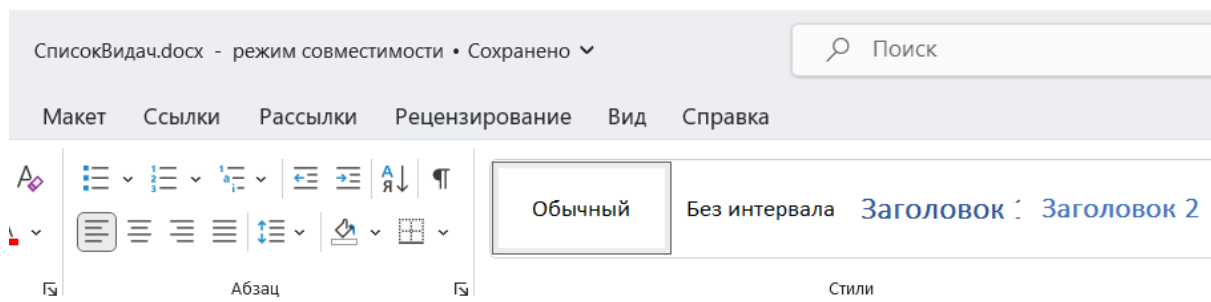 СписокВидач.docx - режим совместимости • Сохранено
Поиск
Макет Ссылки Рассылки Рецензирование Вид Справка
Обычный Без интервала Заголовок 1 Заголовок 2
Абзац Стили